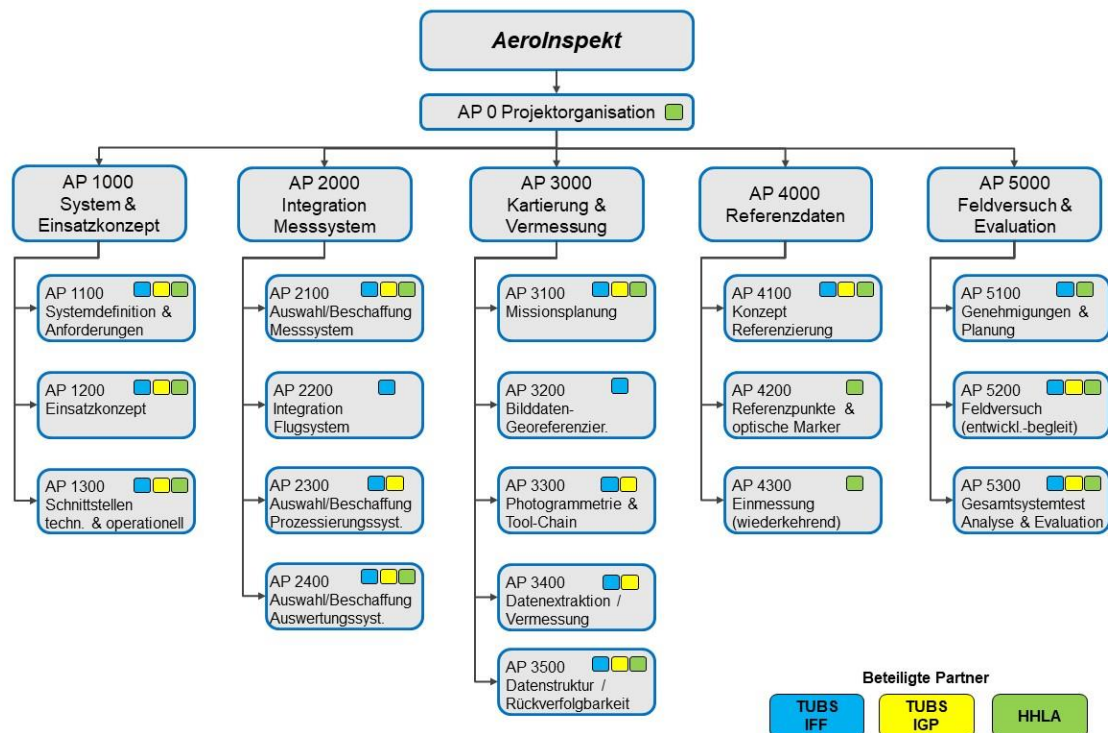 AeroInspekt
AP 0 Projektorganisation
AP 1000
System &
Einsatzkonzept
AP 1100
Systemdefinition &
Anforderungen
AP 1200
Einsatzkonzept
AP 1300
Schnittstellen
techn. & operationell
AP 2000
Integration
Messsystem
AP 2100
Auswahl/Beschaffung
Messsystem
AP 2200
Integration
Flugsystem
AP 2300
Auswahl/Beschaffung
Prozessierungssyst.
AP 2400
Auswahl/Beschaffung
Auswertungssyst.
AP 3000
Kartierung &
Vermessung
AP 3100
Missionsplanung
AP 3200
Bilddaten-
Georeferenzier.
AP 3300
Photogrammetrie &
Tool-Chain
AP 3400
Datenextraktion /
Vermessung
AP 3500
Datenstruktur /
Rückverfolgbarkeit
AP 4000
Referenzdaten
AP 4100
Konzept
Referenzierung
AP 4200
Referenzpunkte &
optische Marker
AP 4300
Einmessung
(wiederkehrend)
AP 5000
Feldversuch &
Evaluation
AP 5100
Genehmigungen &
Planung
AP 5200
Feldversuch
(entwickl.-begleit)
AP 5300
Gesamtsystemtest
Analyse & Evaluation
Beteiligte Partner
TUBS
IFF
TUBS
IGP
HHLA